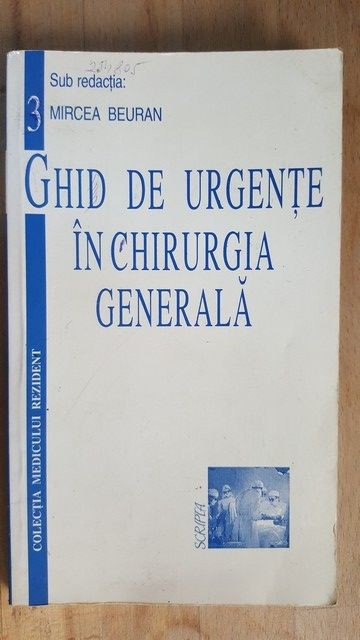 Sub redacția:
3 MIRCEA BEURAN
GHID DE URGENȚE
ÎN CHIRURGIA
GENERALĂ
COLECȚIA MEDICULUI REZIDENT
SCRIPTA